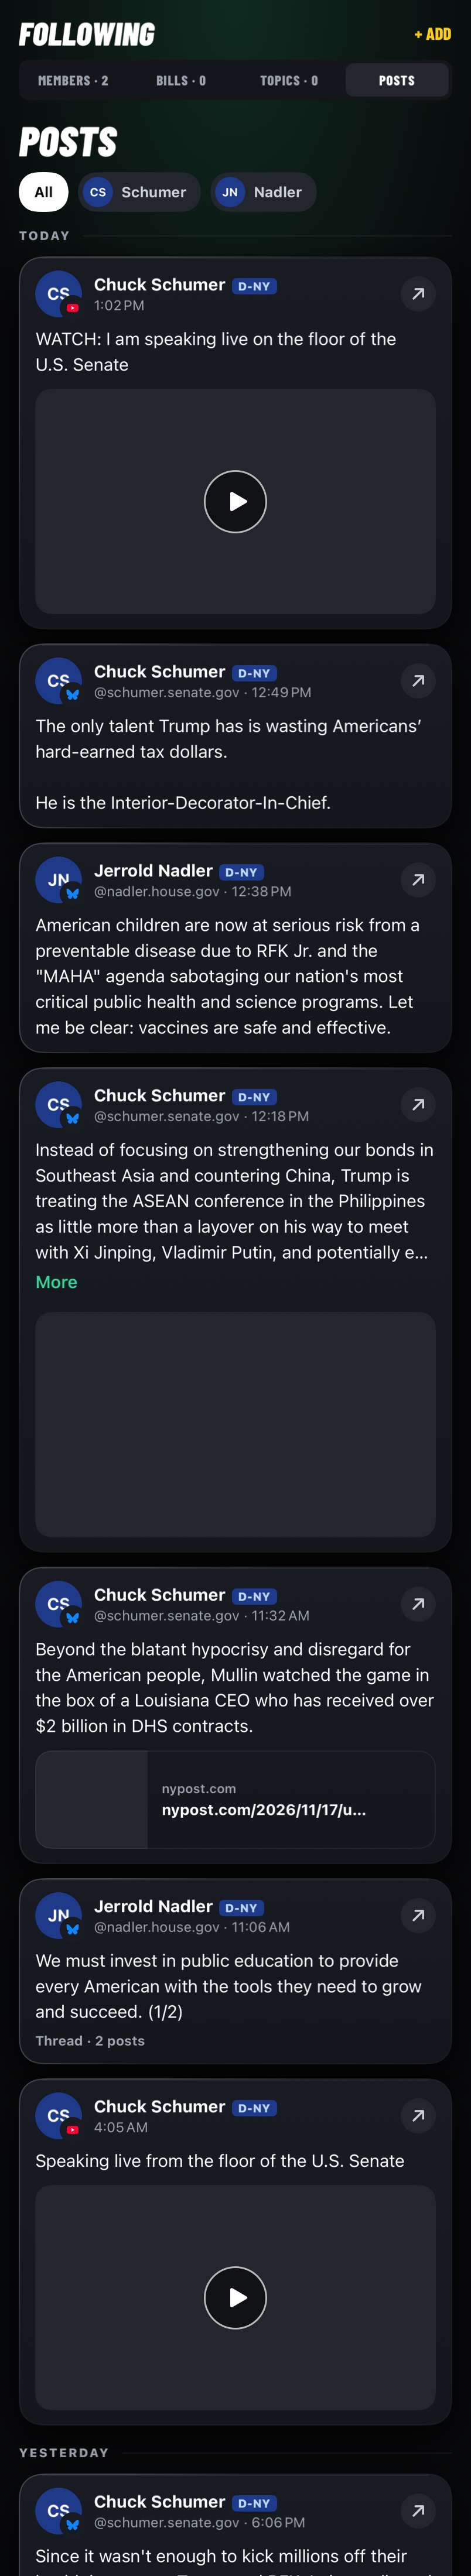 FOLLOWING
+ ADD
MEMBERS · 2
BILLS · 0
TOPICS · 0
POSTS
POSTS
All
CS Schumer
JN Nadler
TODAY
CS
Chuck Schumer D-NY
1:02 PM
WATCH: I am speaking live on the floor of the
U.S. Senate
CS
Chuck Schumer D-NY
@schumer.senate.gov · 12:49 PM
The only talent Trump has is wasting Americans’
hard-earned tax dollars.
He is the Interior-Decorator-In-Chief.
JN
Jerrold Nadler D-NY
@nadler.house.gov · 12:38 PM
American children are now at serious risk from a
preventable disease due to RFK Jr. and the
"MAHA" agenda sabotaging our nation's most
critical public health and science programs. Let
me be clear: vaccines are safe and effective.
CS
Chuck Schumer D-NY
@schumer.senate.gov · 12:18 PM
Instead of focusing on strengthening our bonds in
Southeast Asia and countering China, Trump is
treating the ASEAN conference in the Philippines
as little more than a layover on his way to meet
with Xi Jinping, Vladimir Putin, and potentially e...
More
CS
Chuck Schumer D-NY
@schumer.senate.gov · 11:32 AM
Beyond the blatant hypocrisy and disregard for
the American people, Mullin watched the game in
the box of a Louisiana CEO who has received over
$2 billion in DHS contracts.
nypost.com
nypost.com/2026/11/17/u...
JN
Jerrold Nadler D-NY
@nadler.house.gov · 11:06 AM
We must invest in public education to provide
every American with the tools they need to grow
and succeed. (1/2)
Thread · 2 posts
CS
Chuck Schumer D-NY
4:05 AM
Speaking live from the floor of the U.S. Senate
YESTERDAY
CS
Chuck Schumer D-NY
@schumer.senate.gov · 6:06 PM
Since it wasn't enough to kick millions off their